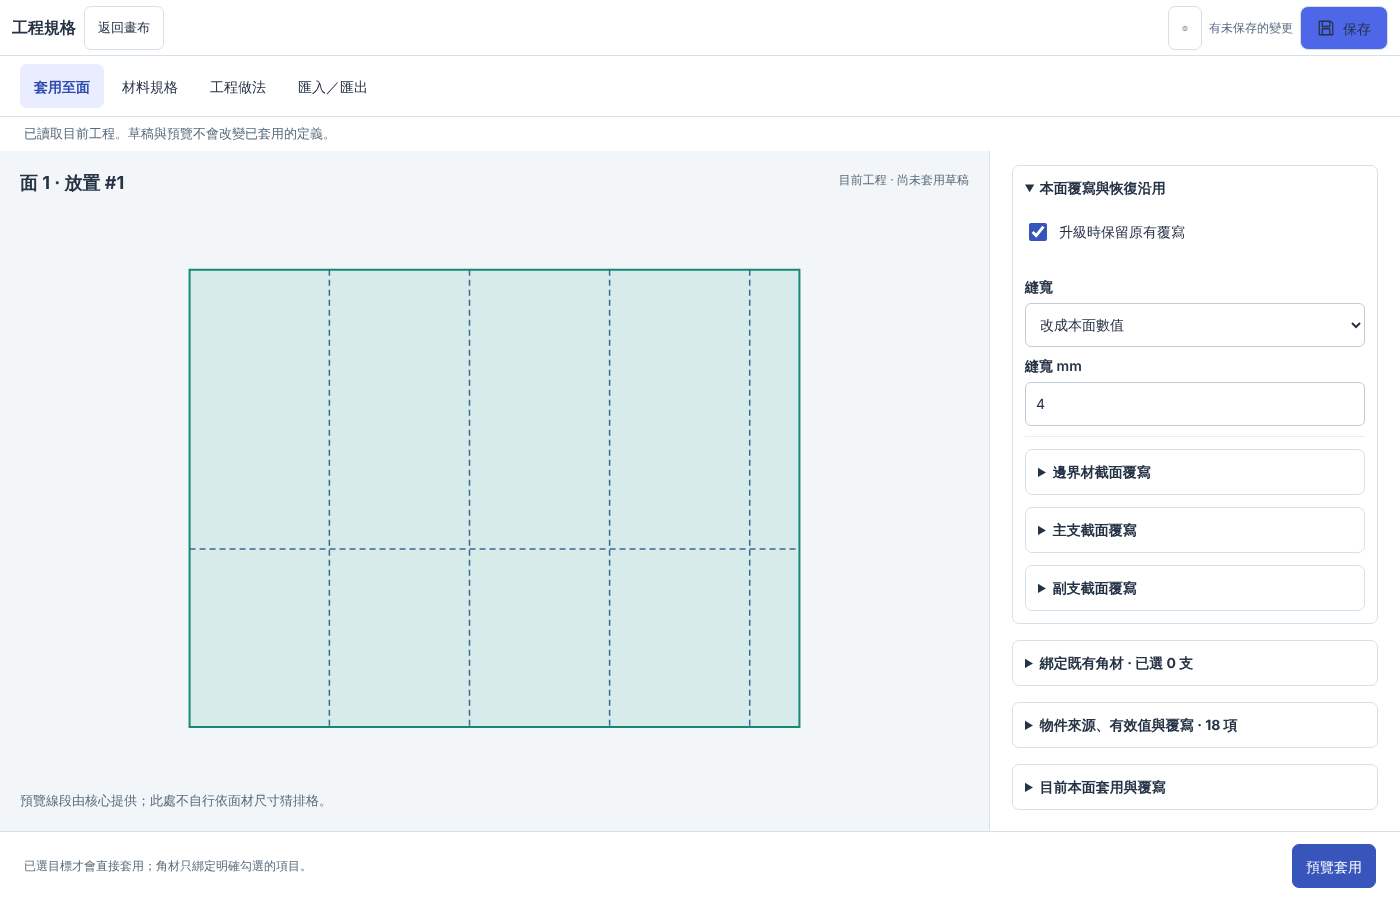 工程規格
返回畫布
有未保存的變更
保存
套用至面
材料規格
工程做法
匯入／匯出
已讀取目前工程。草稿與預覽不會改變已套用的定義。
面 1 · 放置 #1
目前工程 · 尚未套用草稿
預覽線段由核心提供；此處不自行依面材尺寸猜排格。
本面覆寫與恢復沿用
升級時保留原有覆寫
縫寬
改成本面數值
縫寬 mm
4
邊界材截面覆寫
主支截面覆寫
副支截面覆寫
綁定既有角材 · 已選 0 支
物件來源、有效值與覆寫 · 18 項
目前本面套用與覆寫
已選目標才會直接套用；角材只綁定明確勾選的項目。
預覽套用